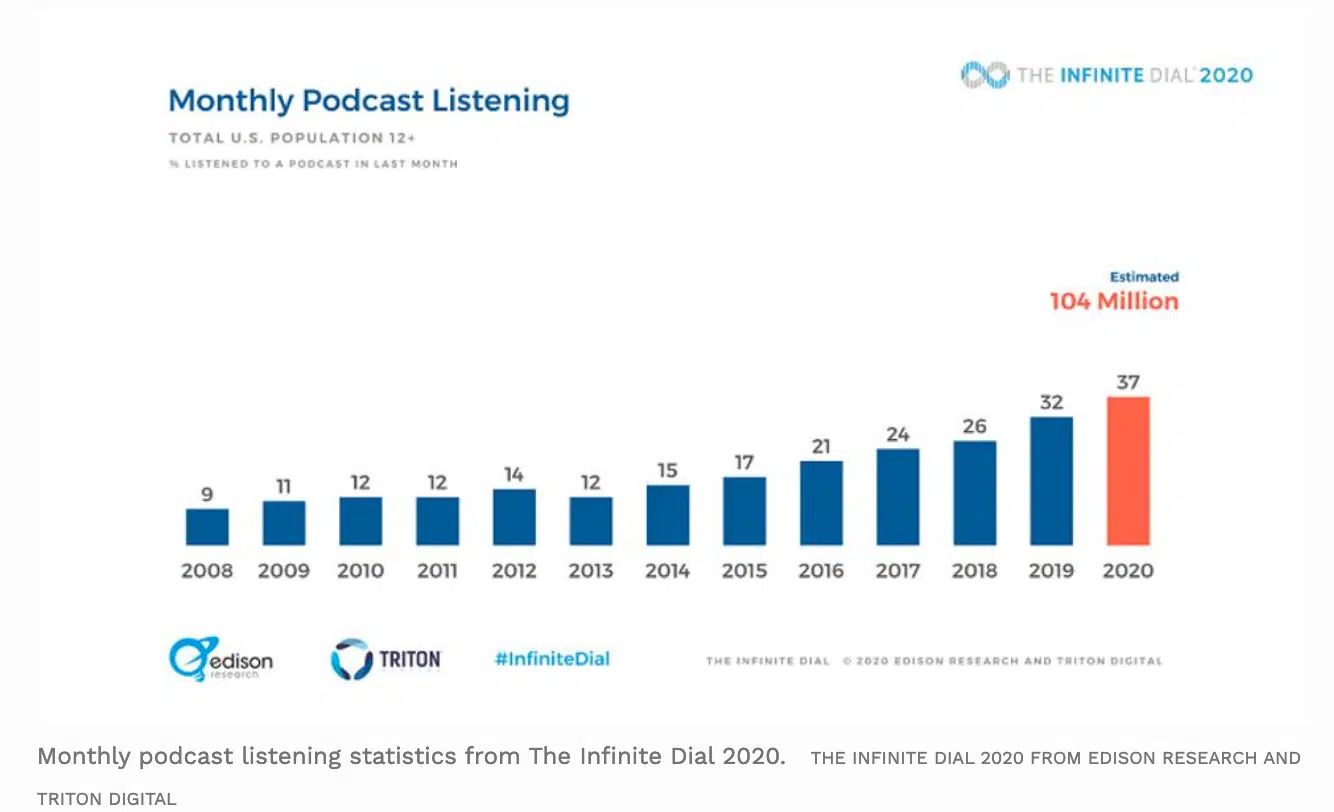 THE INFINITE DIAL 2020
Monthly Podcast Listening
TOTAL U.S. POPULATION 12+
% LISTENED TO A PODCAST IN LAST MONTH
Estimated
104 Million
9 11 12 12 14 12 15 17 21 24 26 32 37
2008 2009 2010 2011 2012 2013 2014 2015 2016 2017 2018 2019 2020
edison
research
TRITON
#InfiniteDial
THE INFINITE DIAL © 2020 EDISON RESEARCH AND TRITON DIGITAL
Monthly podcast listening statistics from The Infinite Dial 2020. THE INFINITE DIAL 2020 FROM EDISON RESEARCH AND
TRITON DIGITAL